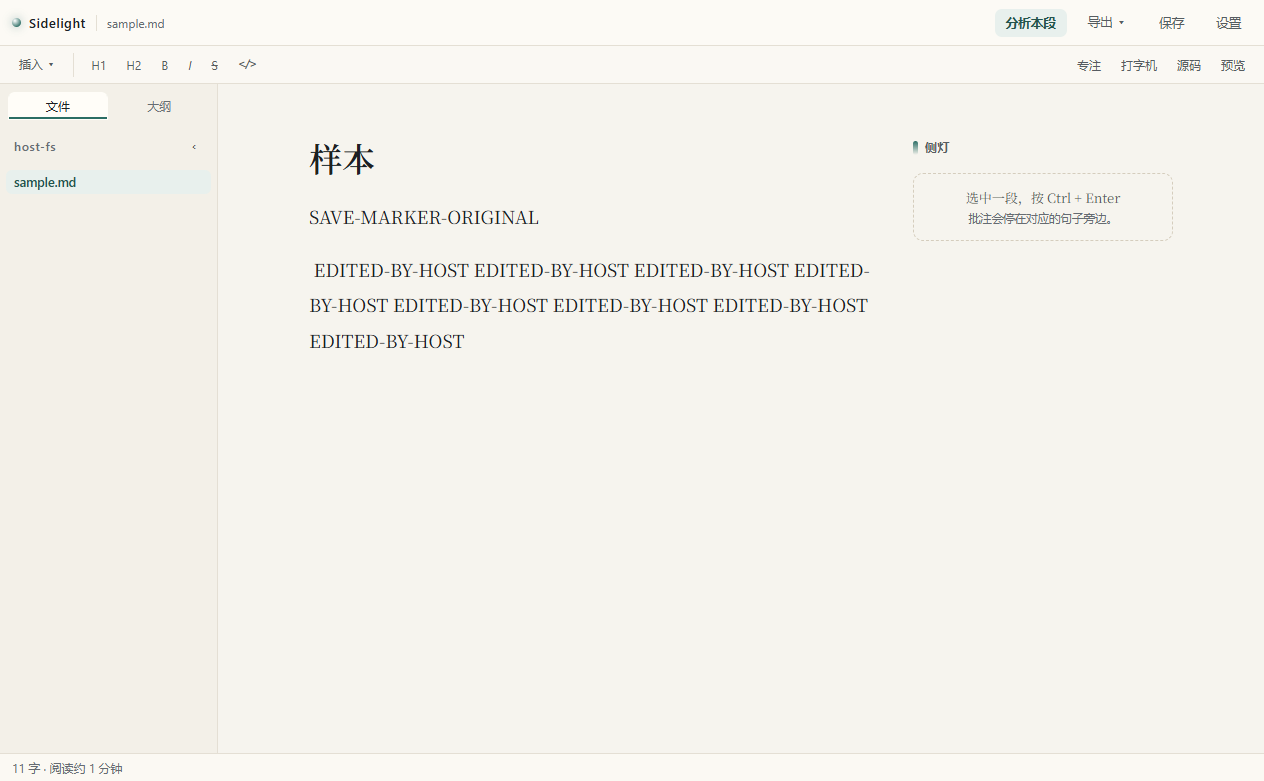 Sidelight sample.md 分析本段 导出 保存 设置
插入 H1 H2 B I S </> 专注 打字机 源码 预览
文件 大纲
host-fs
sample.md
样本
SAVE-MARKER-ORIGINAL
EDITED-BY-HOST EDITED-BY-HOST EDITED-BY-HOST EDITED-
BY-HOST EDITED-BY-HOST EDITED-BY-HOST EDITED-BY-HOST
EDITED-BY-HOST
侧灯
选中一段，按 Ctrl + Enter
批注会停在对应的句子旁边。
11 字 · 阅读约 1 分钟